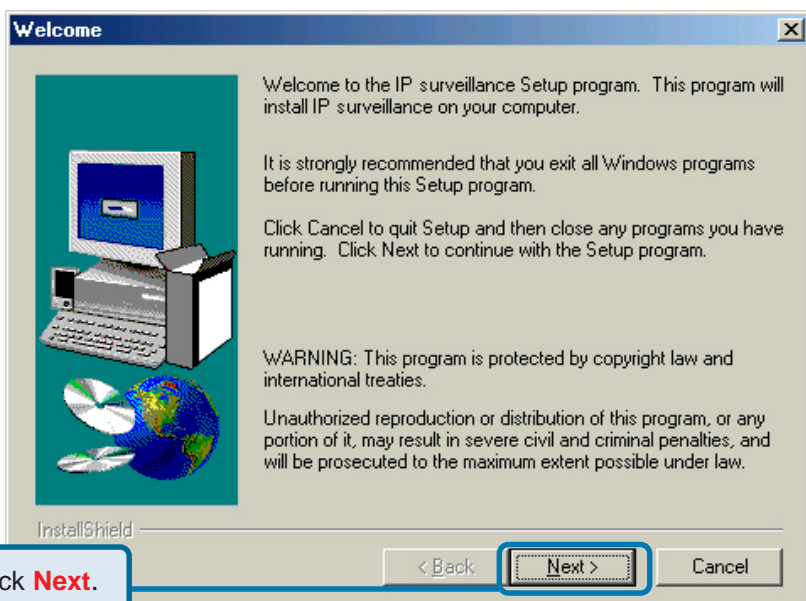 Welcome
Welcome to the IP surveillance Setup program. This program will
install IP surveillance on your computer.
It is strongly recommended that you exit all Windows programs
before running this Setup program.
Click Cancel to quit Setup and then close any programs you have
running. Click Next to continue with the Setup program.
WARNING: This program is protected by copyright law and
international treaties.
Unauthorized reproduction or distribution of this program, or any
portion of it, may result in severe civil and criminal penalties, and
will be prosecuted to the maximum extent possible under law.
InstallShield
< Back
Next >
Cancel
ck Next.